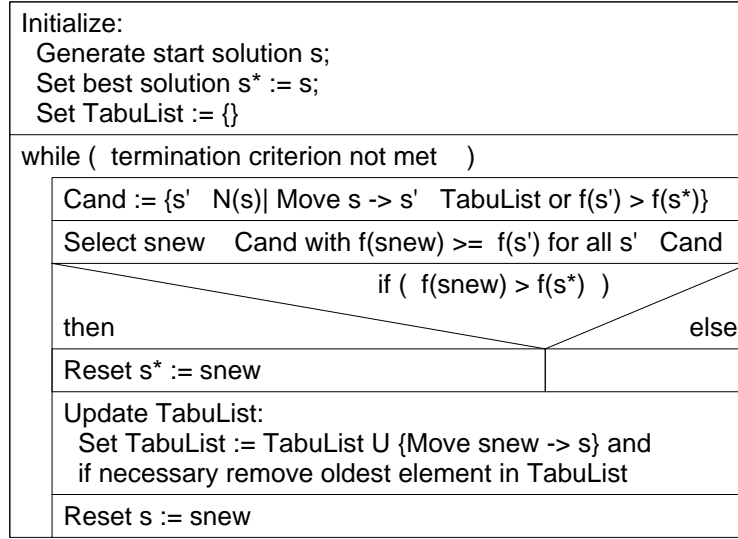 Initialize:
Generate start solution s;
Set best solution s* := s;
Set TabuList := {}
while ( termination criterion not met )
Cand := {s' N(s)| Move s -> s' TabuList or f(s') > f(s*)}
Select snew Cand with f(snew) >= f(s') for all s' Cand
if ( f(snew) > f(s*) )
then else
Reset s* := snew
Update TabuList:
Set TabuList := TabuList U {Move snew -> s} and
if necessary remove oldest element in TabuList
Reset s := snew